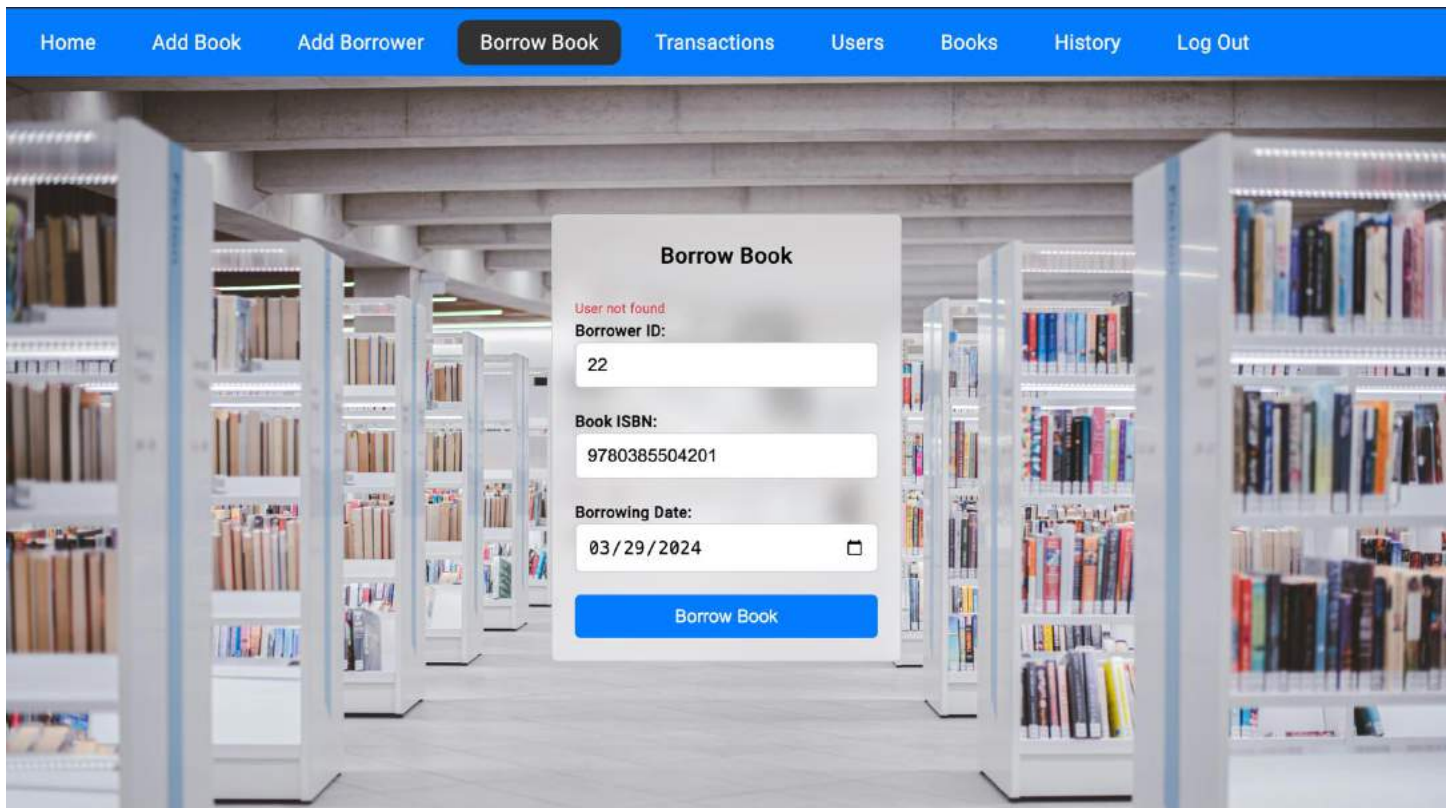 Home Add Book Add Borrower Borrow Book Transactions Users Books History Log Out
Borrow Book
User not found
Borrower ID:
22
Book ISBN:
9780385504201
Borrowing Date:
03/29/2024
Borrow Book